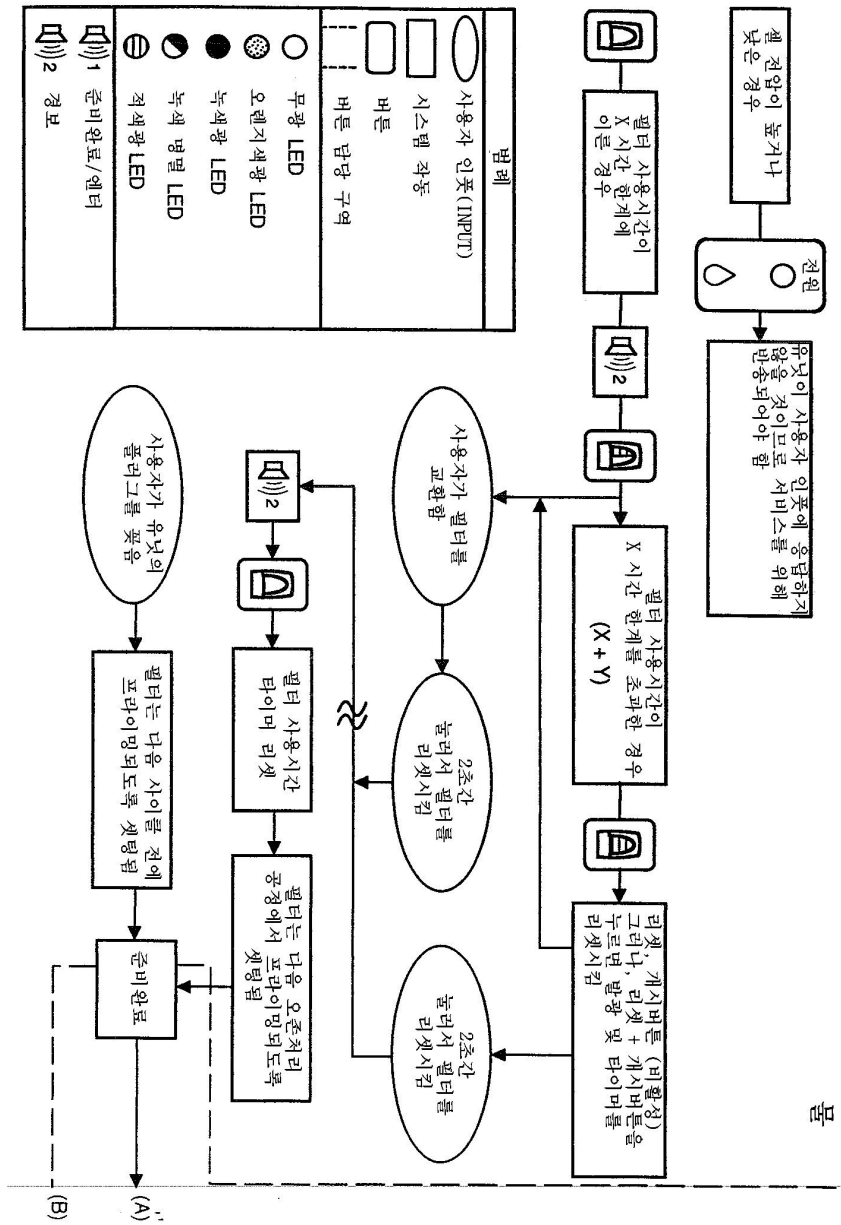 물
셀 전압이 높거나
낮은 경우
전원
유닛이 사용자 인풋에 응답하지
않을 것이므로 서비스를 위해
반송되어야 함
필터 사용시간이
X 시간 한계에
이른 경우
2
필터 사용시간이
X 시간 한계를 초과한 경우
(X + Y)
리셋, 개시버튼 (비활성)
그러나, 리셋 + 개시버튼을
누르면 발광 및 타이머를
리셋시킴
사용자가 필터를
교환함
2초간
눌러서 필터를
리셋시킴
2초간
눌러서 필터를
리셋시킴
2
필터 사용시간
타이머 리셋
필터는 다음 오존처리
공정에서 프라이밍되도록
셋팅됨
사용자가 유닛의
플러그를 꽂음
필터는 다음 사이클 전에
프라이밍되도록 셋팅됨
준비완료
(A)''
(B)
범례
사용자 인풋(INPUT)
시스템 작동
버튼
버튼 담당 구역
무광 LED
오렌지색광 LED
녹색광 LED
녹색 명멸 LED
적색광 LED
1 준비완료/엔터
2 경보